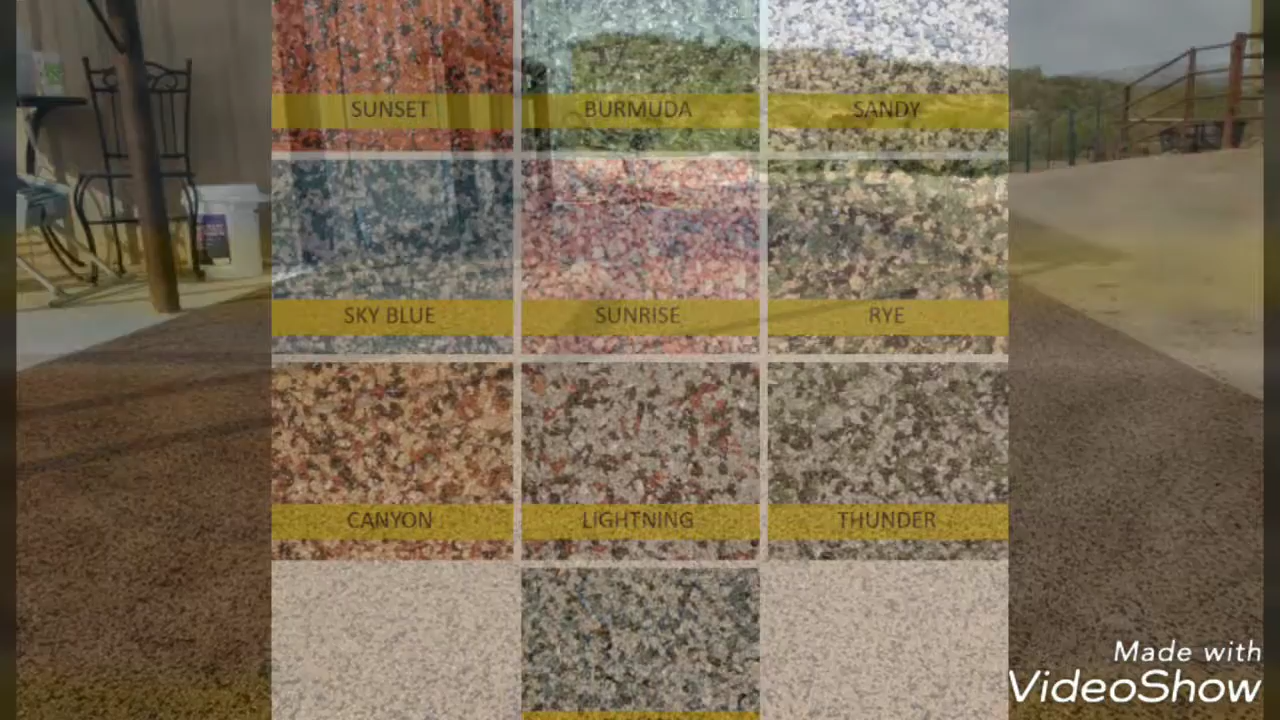 SUNSET
BURMUDA
SANDY
SKY BLUE
SUNRISE
RYE
CANYON
LIGHTNING
THUNDER
Made with
VideoShow